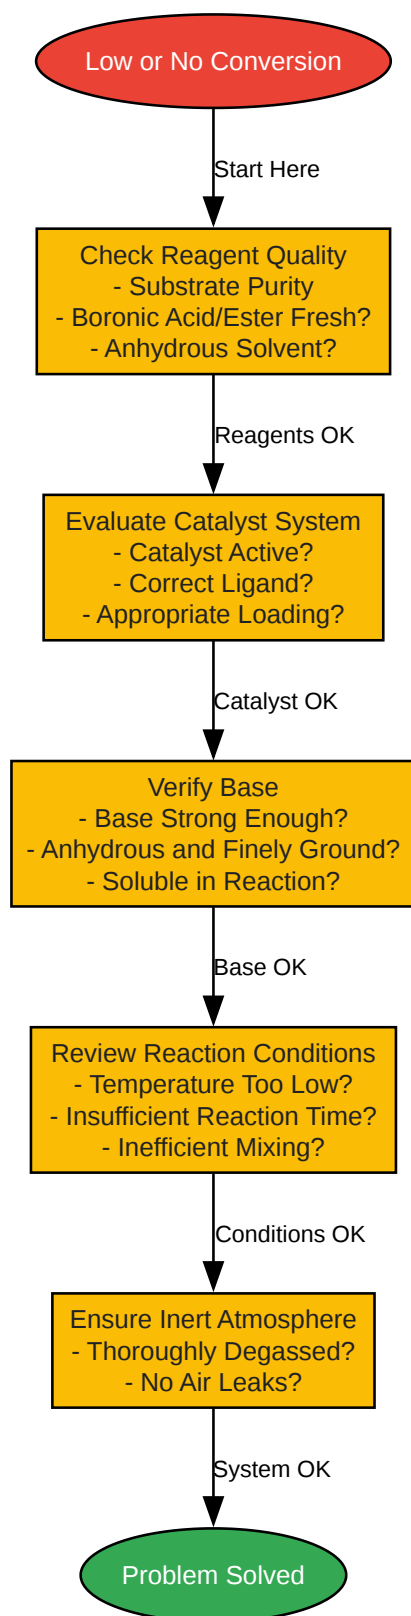 Low or No Conversion
Start Here
Check Reagent Quality
- Substrate Purity
- Boronic Acid/Ester Fresh?
- Anhydrous Solvent?
Reagents OK
Evaluate Catalyst System
- Catalyst Active?
- Correct Ligand?
- Appropriate Loading?
Catalyst OK
Verify Base
- Base Strong Enough?
- Anhydrous and Finely Ground?
- Soluble in Reaction?
Base OK
Review Reaction Conditions
- Temperature Too Low?
- Insufficient Reaction Time?
- Inefficient Mixing?
Conditions OK
Ensure Inert Atmosphere
- Thoroughly Degassed?
- No Air Leaks?
System OK
Problem Solved